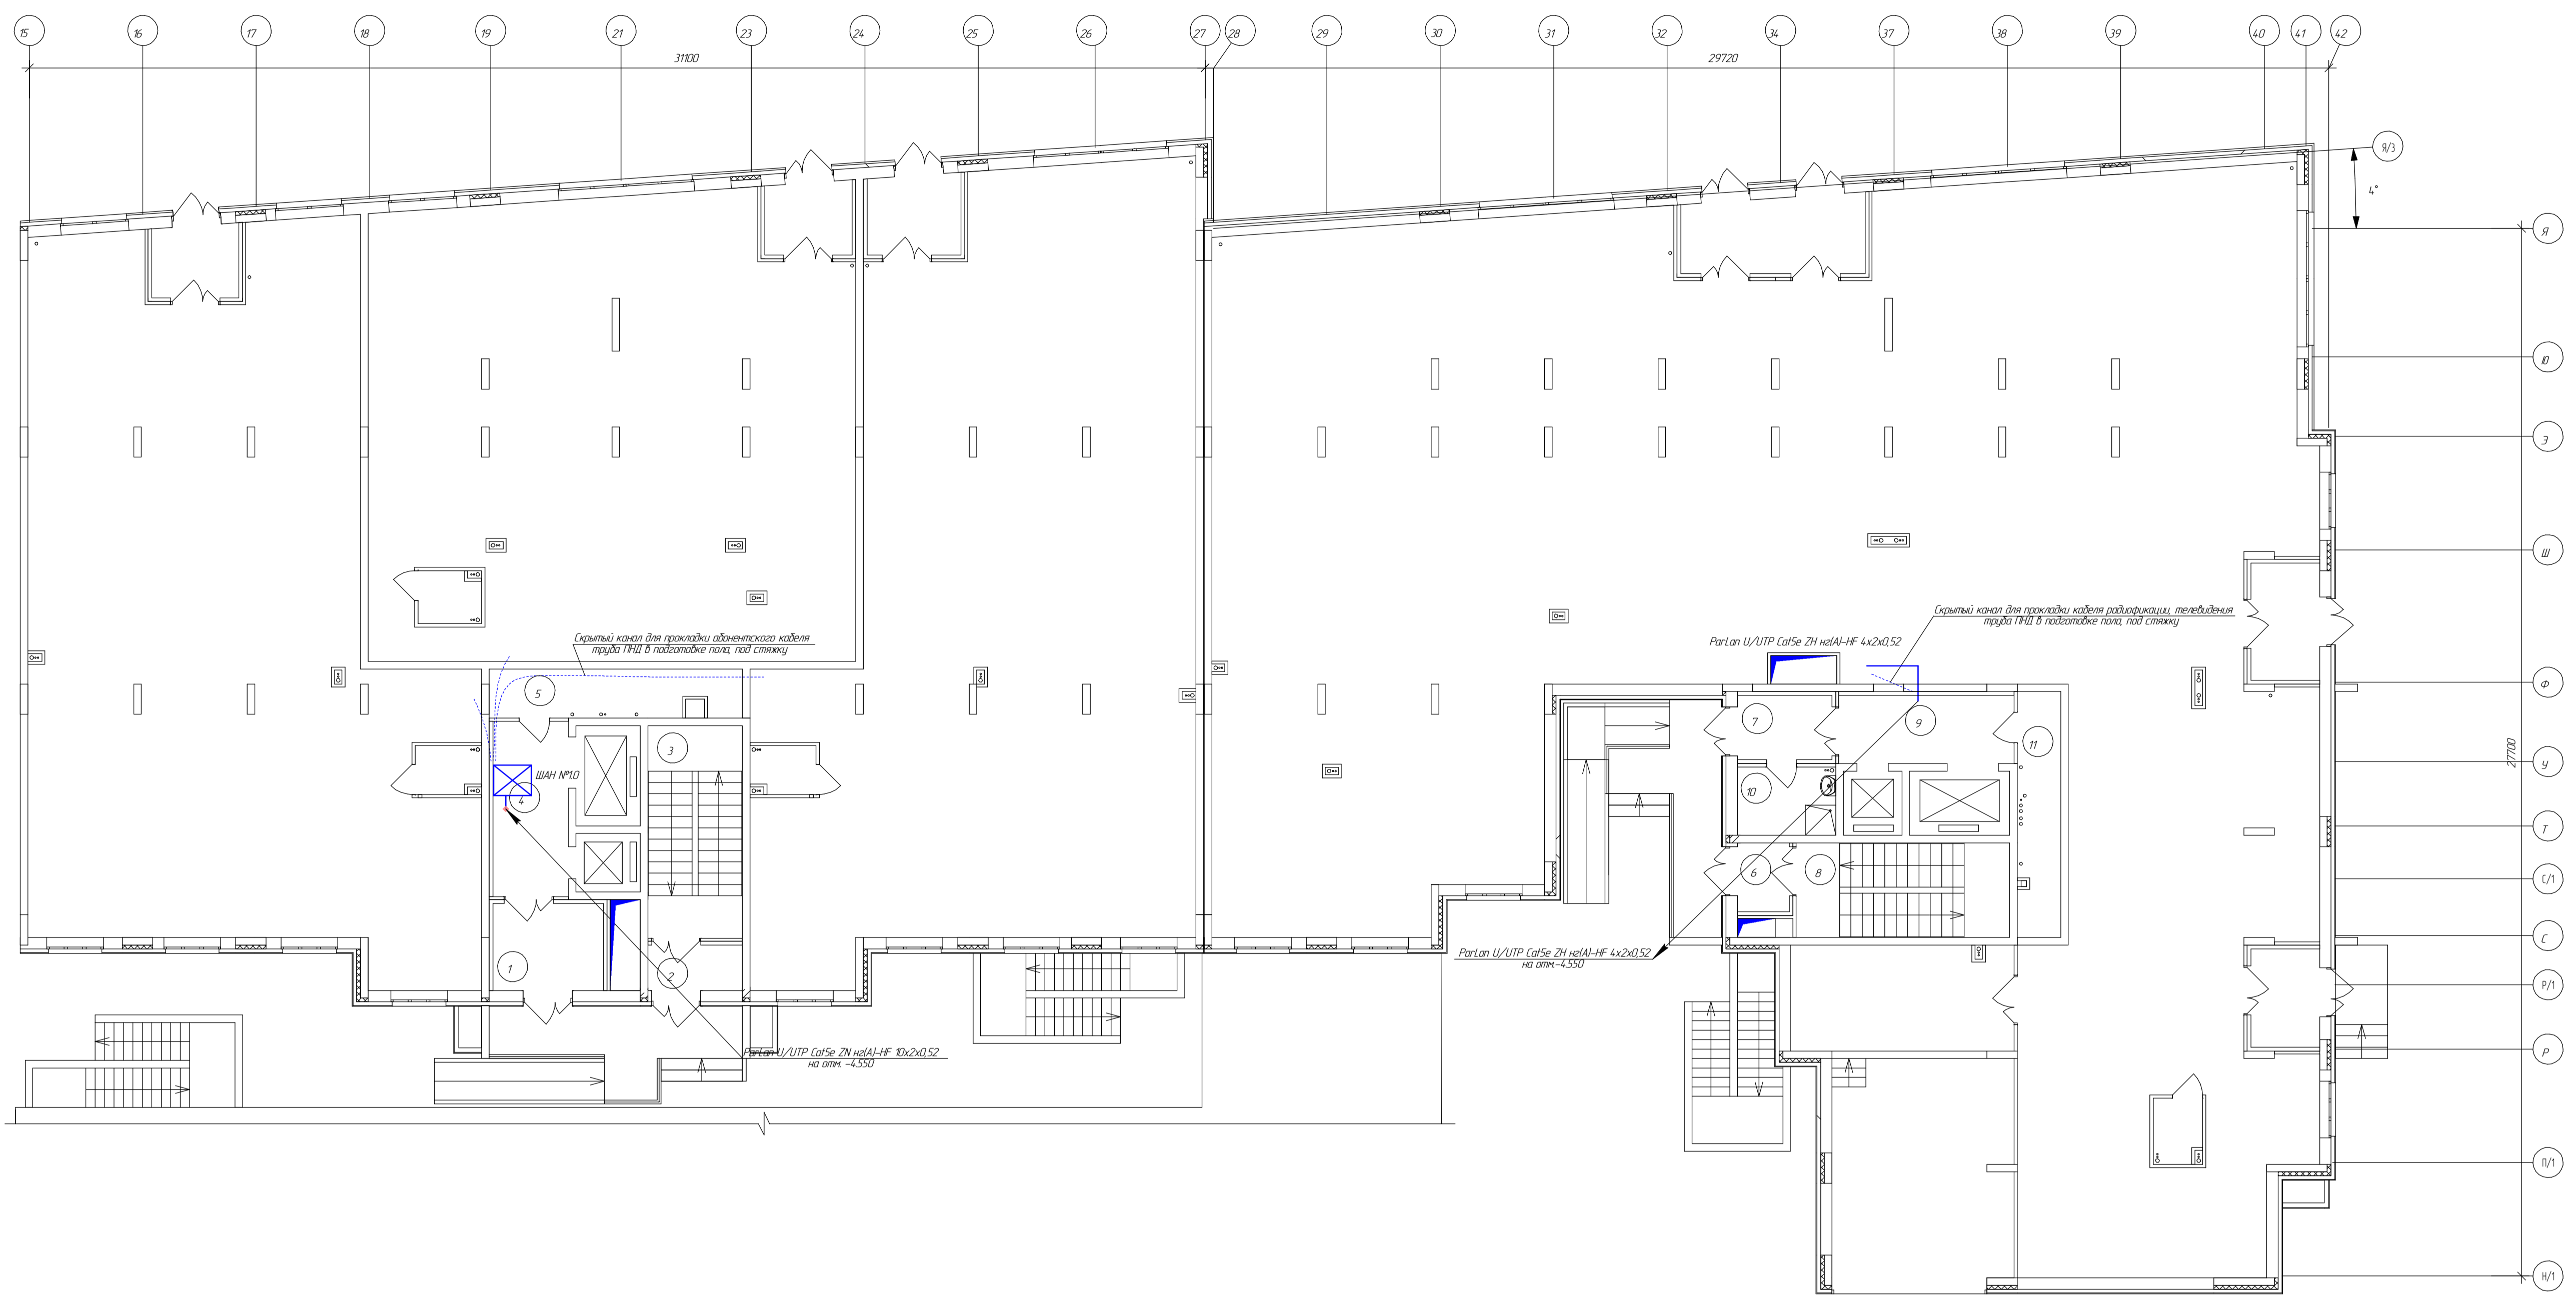 15 16 17 18 19 21 23 24 25 26 27 28 29 30 31 32 34 37 38 39 40 41 42
31100 29720
Я/3
4°
Я
Ю
Э
Ш
Скрытый канал для прокладки кабеля радиофикации, телевидения
труба ПНД в подготовке пола, под стяжку
Скрытый канал для прокладки абонентского кабеля
труба ПНД в подготовке пола, под стяжку
ParLan U/UTP Cat5e ZH нг(А)-HF 4х2х0,52
Ф
5
7
9
11
3
27700
У
ШАН №1.0
4
10
Т
6
8
С/1
С
ParLan U/UTP Cat5e ZH нг(А)-HF 4х2х0,52
на отм.-4.550
1
2
Р/1
ParLan U/UTP Cat5e ZN нг(А)-HF 10х2х0,52
на отм. -4.550
Р
П/1
Н/1